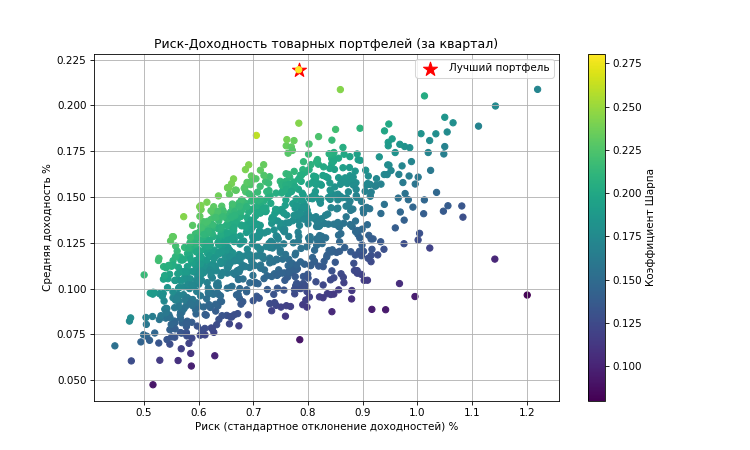 Риск-Доходность товарных портфелей (за квартал)
Лучший портфель
0.225
0.200
0.175
0.150
0.125
0.100
0.075
0.050
Средняя доходность %
0.5 0.6 0.7 0.8 0.9 1.0 1.1 1.2
Риск (стандартное отклонение доходностей) %
0.275
0.250
0.225
0.200
0.175
0.150
0.125
0.100
Коэффициент Шарпа